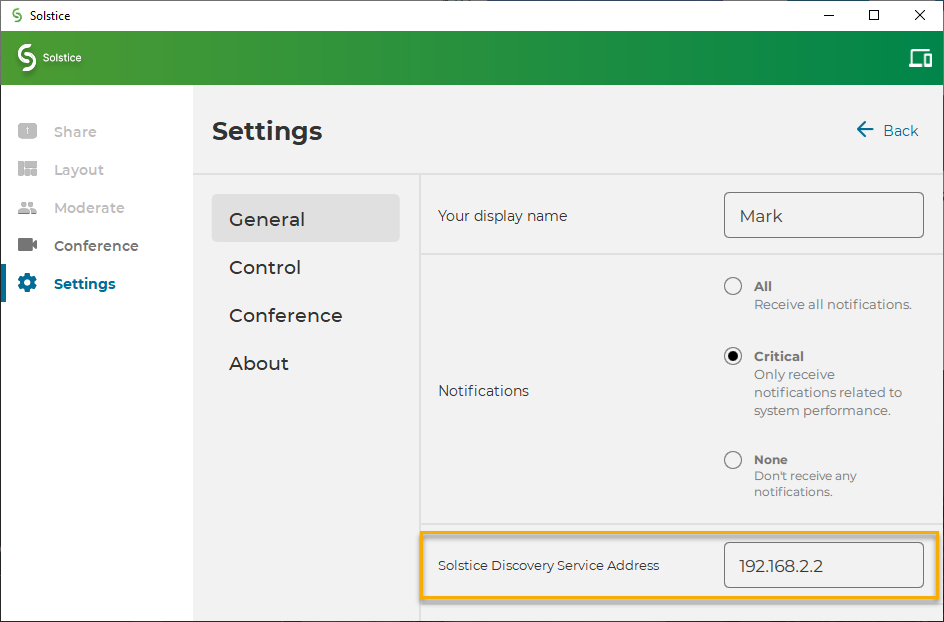 Solstice
Solstice
Share
Layout
Moderate
Conference
Settings
Settings
Back
General
Control
Conference
About
Your display name
Mark
Notifications
All
Receive all notifications.
Critical
Only receive
notifications related to
system performance.
None
Don't receive any
notifications.
Solstice Discovery Service Address
192.168.2.2